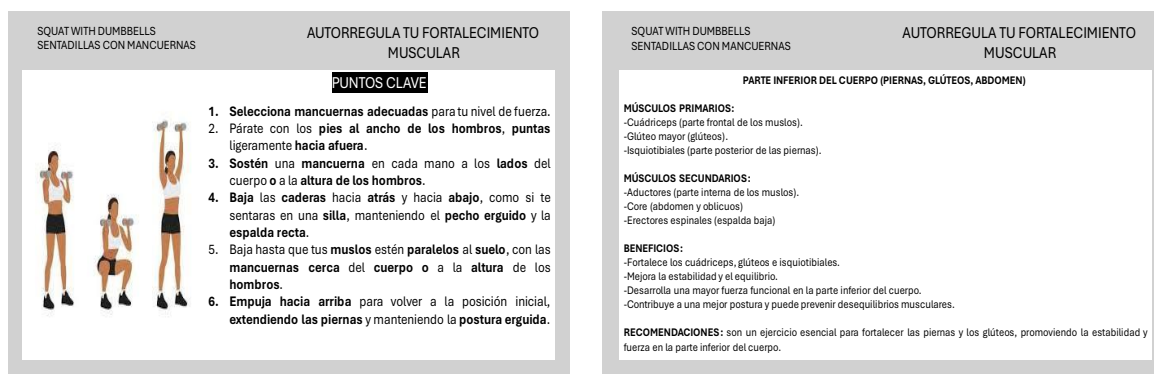 SQUAT WITH DUMBBELLS
SENTADILLAS CON MANCUERNAS
AUTORREGULA TU FORTALECIMIENTO
MUSCULAR
PUNTOS CLAVE
1. Selecciona mancuernas adecuadas para tu nivel de fuerza.
2. Párate con los pies al ancho de los hombros, puntas
ligeramente hacia afuera.
3. Sostén una mancuerna en cada mano a los lados del
cuerpo o a la altura de los hombros.
4. Baja las caderas hacia atrás y hacia abajo, como si te
sentaras en una silla, manteniendo el pecho erguido y la
espalda recta.
5. Baja hasta que tus muslos estén paralelos al suelo, con las
mancuernas cerca del cuerpo o a la altura de los
hombros.
6. Empuja hacia arriba para volver a la posición inicial,
extendiendo las piernas y manteniendo la postura erguida.
SQUAT WITH DUMBBELLS
SENTADILLAS CON MANCUERNAS
AUTORREGULA TU FORTALECIMIENTO
MUSCULAR
PARTE INFERIOR DEL CUERPO (PIERNAS, GLÚTEOS, ABDOMEN)
MÚSCULOS PRIMARIOS:
-Cuádriceps (parte frontal de los muslos).
-Glúteo mayor (glúteos).
-Isquiotibiales (parte posterior de las piernas).
MÚSCULOS SECUNDARIOS:
-Aductores (parte interna de los muslos).
-Core (abdomen y oblicuos)
-Erectores espinales (espalda baja)
BENEFICIOS:
-Fortalece los cuádriceps, glúteos e isquiotibiales.
-Mejora la estabilidad y el equilibrio.
-Desarrolla una mayor fuerza funcional en la parte inferior del cuerpo.
-Contribuye a una mejor postura y puede prevenir desequilibrios musculares.
RECOMENDACIONES: son un ejercicio esencial para fortalecer las piernas y los glúteos, promoviendo la estabilidad y
fuerza en la parte inferior del cuerpo.